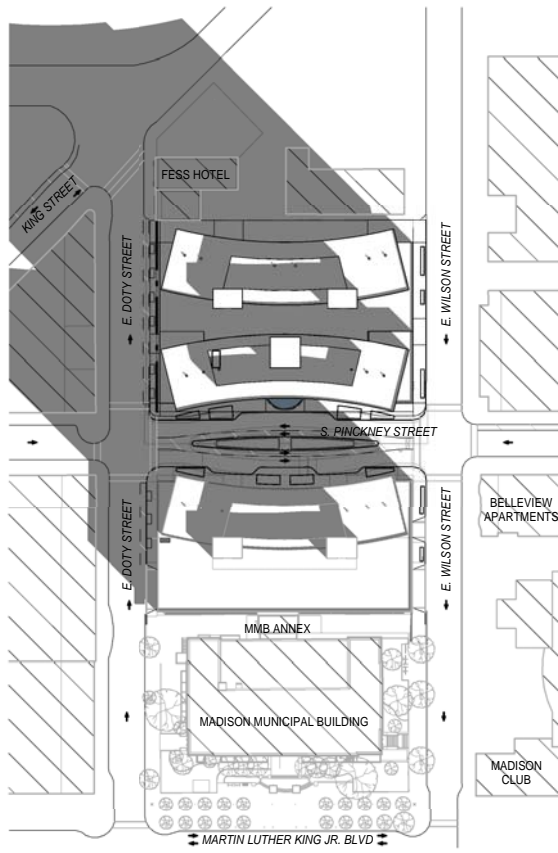 FESS HOTEL
KING STREET
E. DOTY STREET
E. WILSON STREET
S. PINCKNEY STREET
BELLEVIEW
APARTMENTS
E. DOTY STREET
E. WILSON STREET
MMB ANNEX
MADISON MUNICIPAL BUILDING
MADISON
CLUB
MARTIN LUTHER KING JR. BLVD